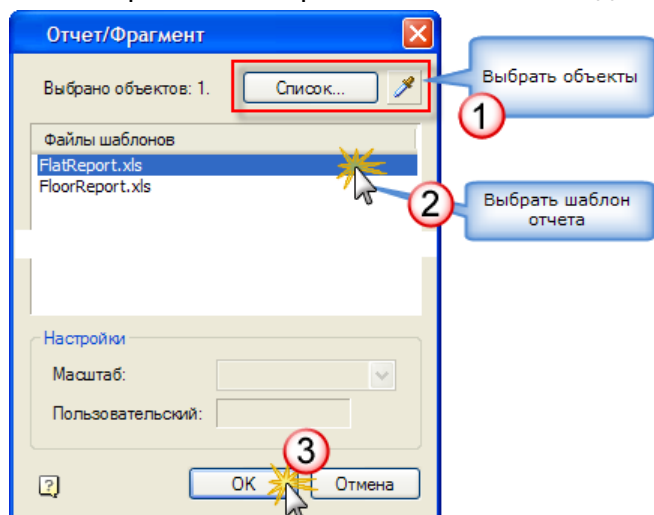 Отчет/Фрагмент
Выбрано объектов: 1.
Список...
Выбрать объекты
1
Файлы шаблонов
FlatReport.xls
FloorReport.xls
2
Выбрать шаблон
отчета
Настройки
Масштаб:
Пользовательский:
3
?
OK
Отмена